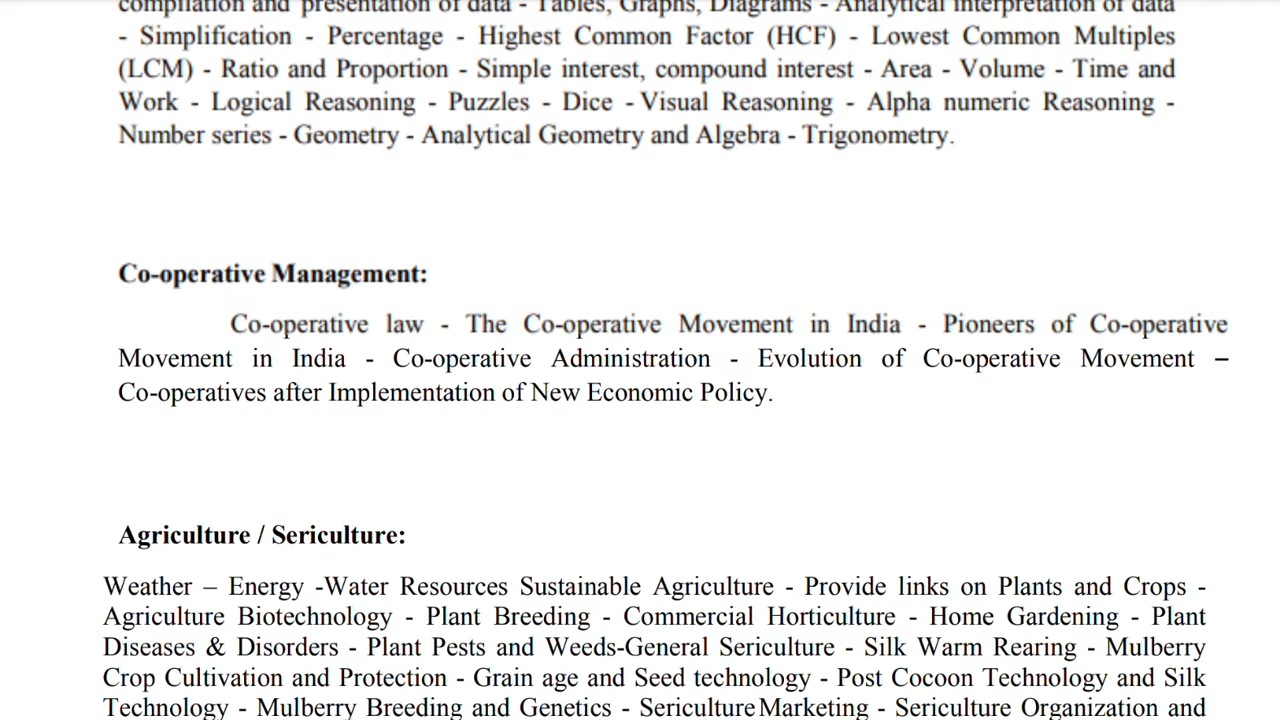 compilation and presentation of data - Tables, Graphs, Diagrams - Analytical interpretation of data
- Simplification - Percentage - Highest Common Factor (HCF) - Lowest Common Multiples
(LCM) - Ratio and Proportion - Simple interest, compound interest - Area - Volume - Time and
Work - Logical Reasoning - Puzzles - Dice - Visual Reasoning - Alpha numeric Reasoning -
Number series - Geometry - Analytical Geometry and Algebra - Trigonometry.
Co-operative Management:
Co-operative law - The Co-operative Movement in India - Pioneers of Co-operative
Movement in India - Co-operative Administration - Evolution of Co-operative Movement –
Co-operatives after Implementation of New Economic Policy.
Agriculture / Sericulture:
Weather – Energy -Water Resources Sustainable Agriculture - Provide links on Plants and Crops -
Agriculture Biotechnology - Plant Breeding - Commercial Horticulture - Home Gardening - Plant
Diseases & Disorders - Plant Pests and Weeds-General Sericulture - Silk Warm Rearing - Mulberry
Crop Cultivation and Protection - Grain age and Seed technology - Post Cocoon Technology and Silk
Technology - Mulberry Breeding and Genetics - Sericulture Marketing - Sericulture Organization and